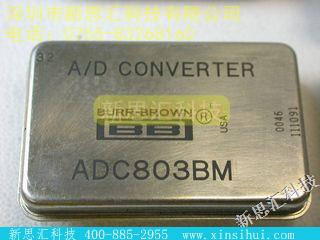 深圳市新思汇科技有限公司
电话: 0755-83268160
32
A/D CONVERTER
BURR-BROWN®
BB
USA
0046
111091
ADC803BM
新思汇科技
新思汇科技 400-885-2955 www.xinsihui.com